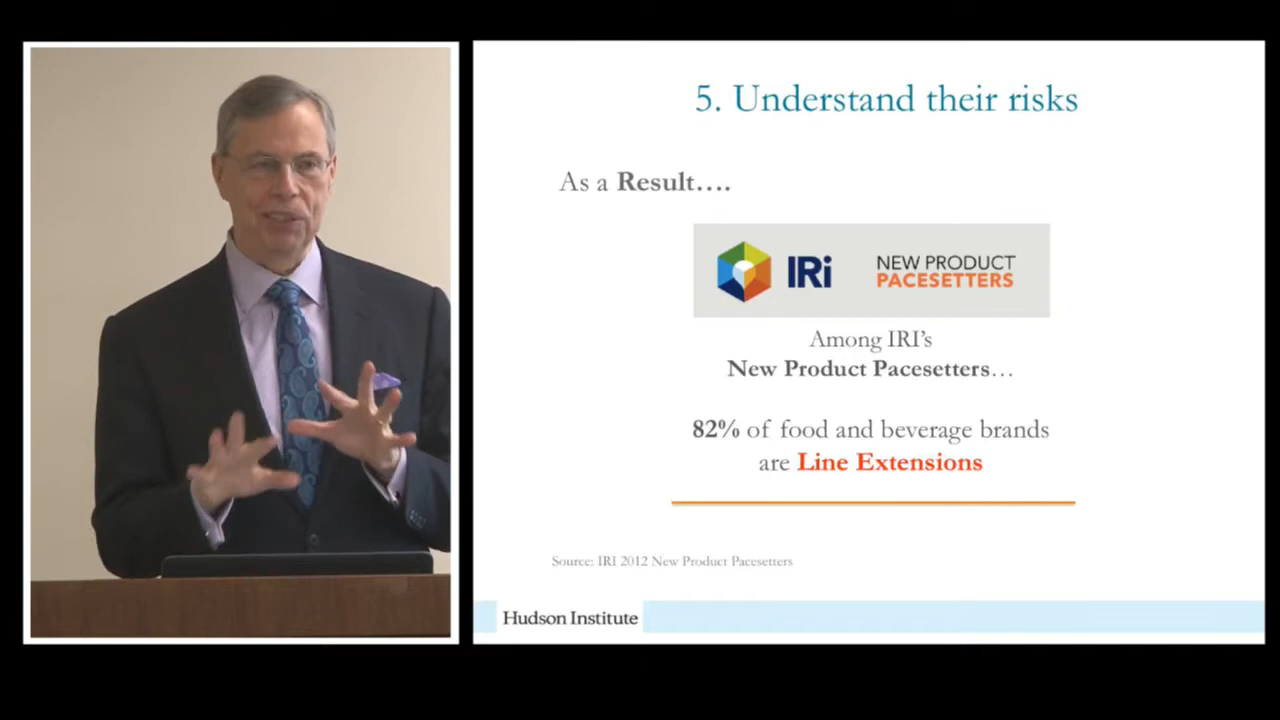 5. Understand their risks
As a Result….
IRi NEW PRODUCT
PACESETTERS
Among IRI’s
New Product Pacesetters…
82% of food and beverage brands
are Line Extensions
Source: IRI 2012 New Product Pacesetters
Hudson Institute